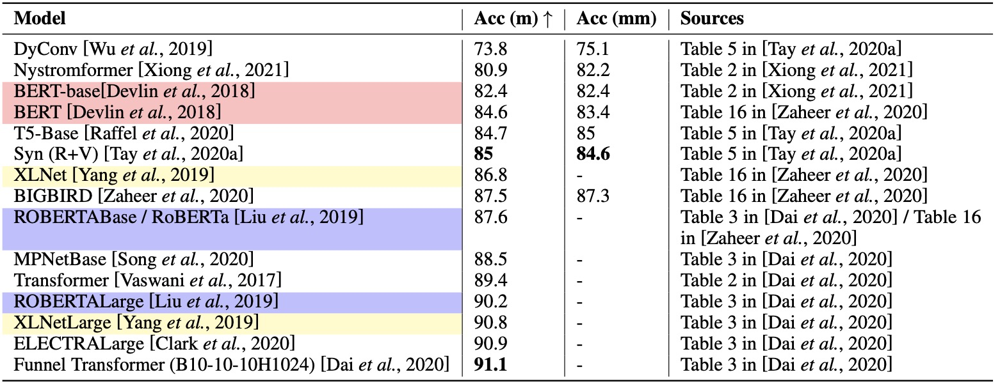 Model Acc (m) ↑ Acc (mm) Sources
DyConv [Wu et al., 2019] 73.8 75.1 Table 5 in [Tay et al., 2020a]
Nystromformer [Xiong et al., 2021] 80.9 82.2 Table 2 in [Xiong et al., 2021]
BERT-base[Devlin et al., 2018] 82.4 82.4 Table 2 in [Xiong et al., 2021]
BERT [Devlin et al., 2018] 84.6 83.4 Table 16 in [Zaheer et al., 2020]
T5-Base [Raffel et al., 2020] 84.7 85 Table 5 in [Tay et al., 2020a]
Syn (R+V) [Tay et al., 2020a] 85 84.6 Table 5 in [Tay et al., 2020a]
XLNet [Yang et al., 2019] 86.8 - Table 16 in [Zaheer et al., 2020]
BIGBIRD [Zaheer et al., 2020] 87.5 87.3 Table 16 in [Zaheer et al., 2020]
ROBERTABase / RoBERTa [Liu et al., 2019] 87.6 - Table 3 in [Dai et al., 2020] / Table 16
in [Zaheer et al., 2020]
MPNetBase [Song et al., 2020] 88.5 - Table 3 in [Dai et al., 2020]
Transformer [Vaswani et al., 2017] 89.4 - Table 2 in [Dai et al., 2020]
ROBERTALarge [Liu et al., 2019] 90.2 - Table 3 in [Dai et al., 2020]
XLNetLarge [Yang et al., 2019] 90.8 - Table 3 in [Dai et al., 2020]
ELECTRALarge [Clark et al., 2020] 90.9 - Table 3 in [Dai et al., 2020]
Funnel Transformer (B10-10-10H1024) [Dai et al., 2020] 91.1 - Table 3 in [Dai et al., 2020]